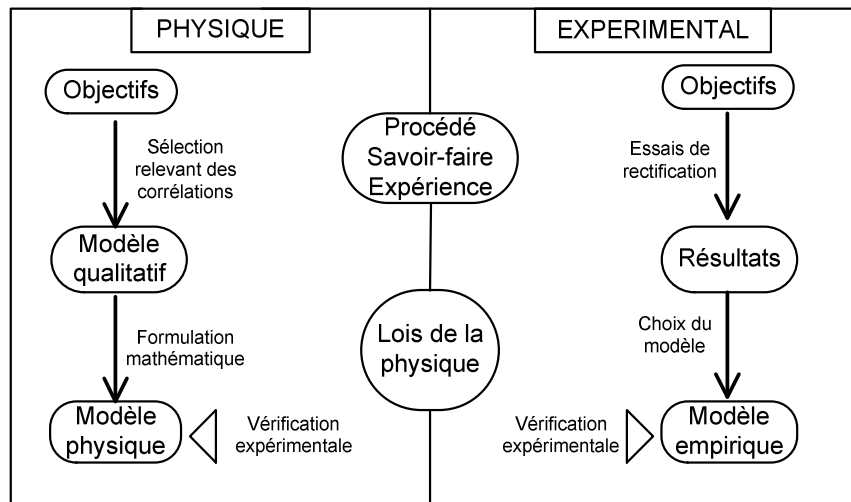 PHYSIQUE
Objectifs
Sélection
relevant des
corrélations
Modèle
qualitatif
Formulation
mathématique
Modèle
physique
Vérification
expérimentale
Procédé
Savoir-faire
Expérience
Lois de la
physique
EXPERIMENTAL
Objectifs
Essais de
rectification
Résultats
Choix du
modèle
Vérification
expérimentale
Modèle
empirique